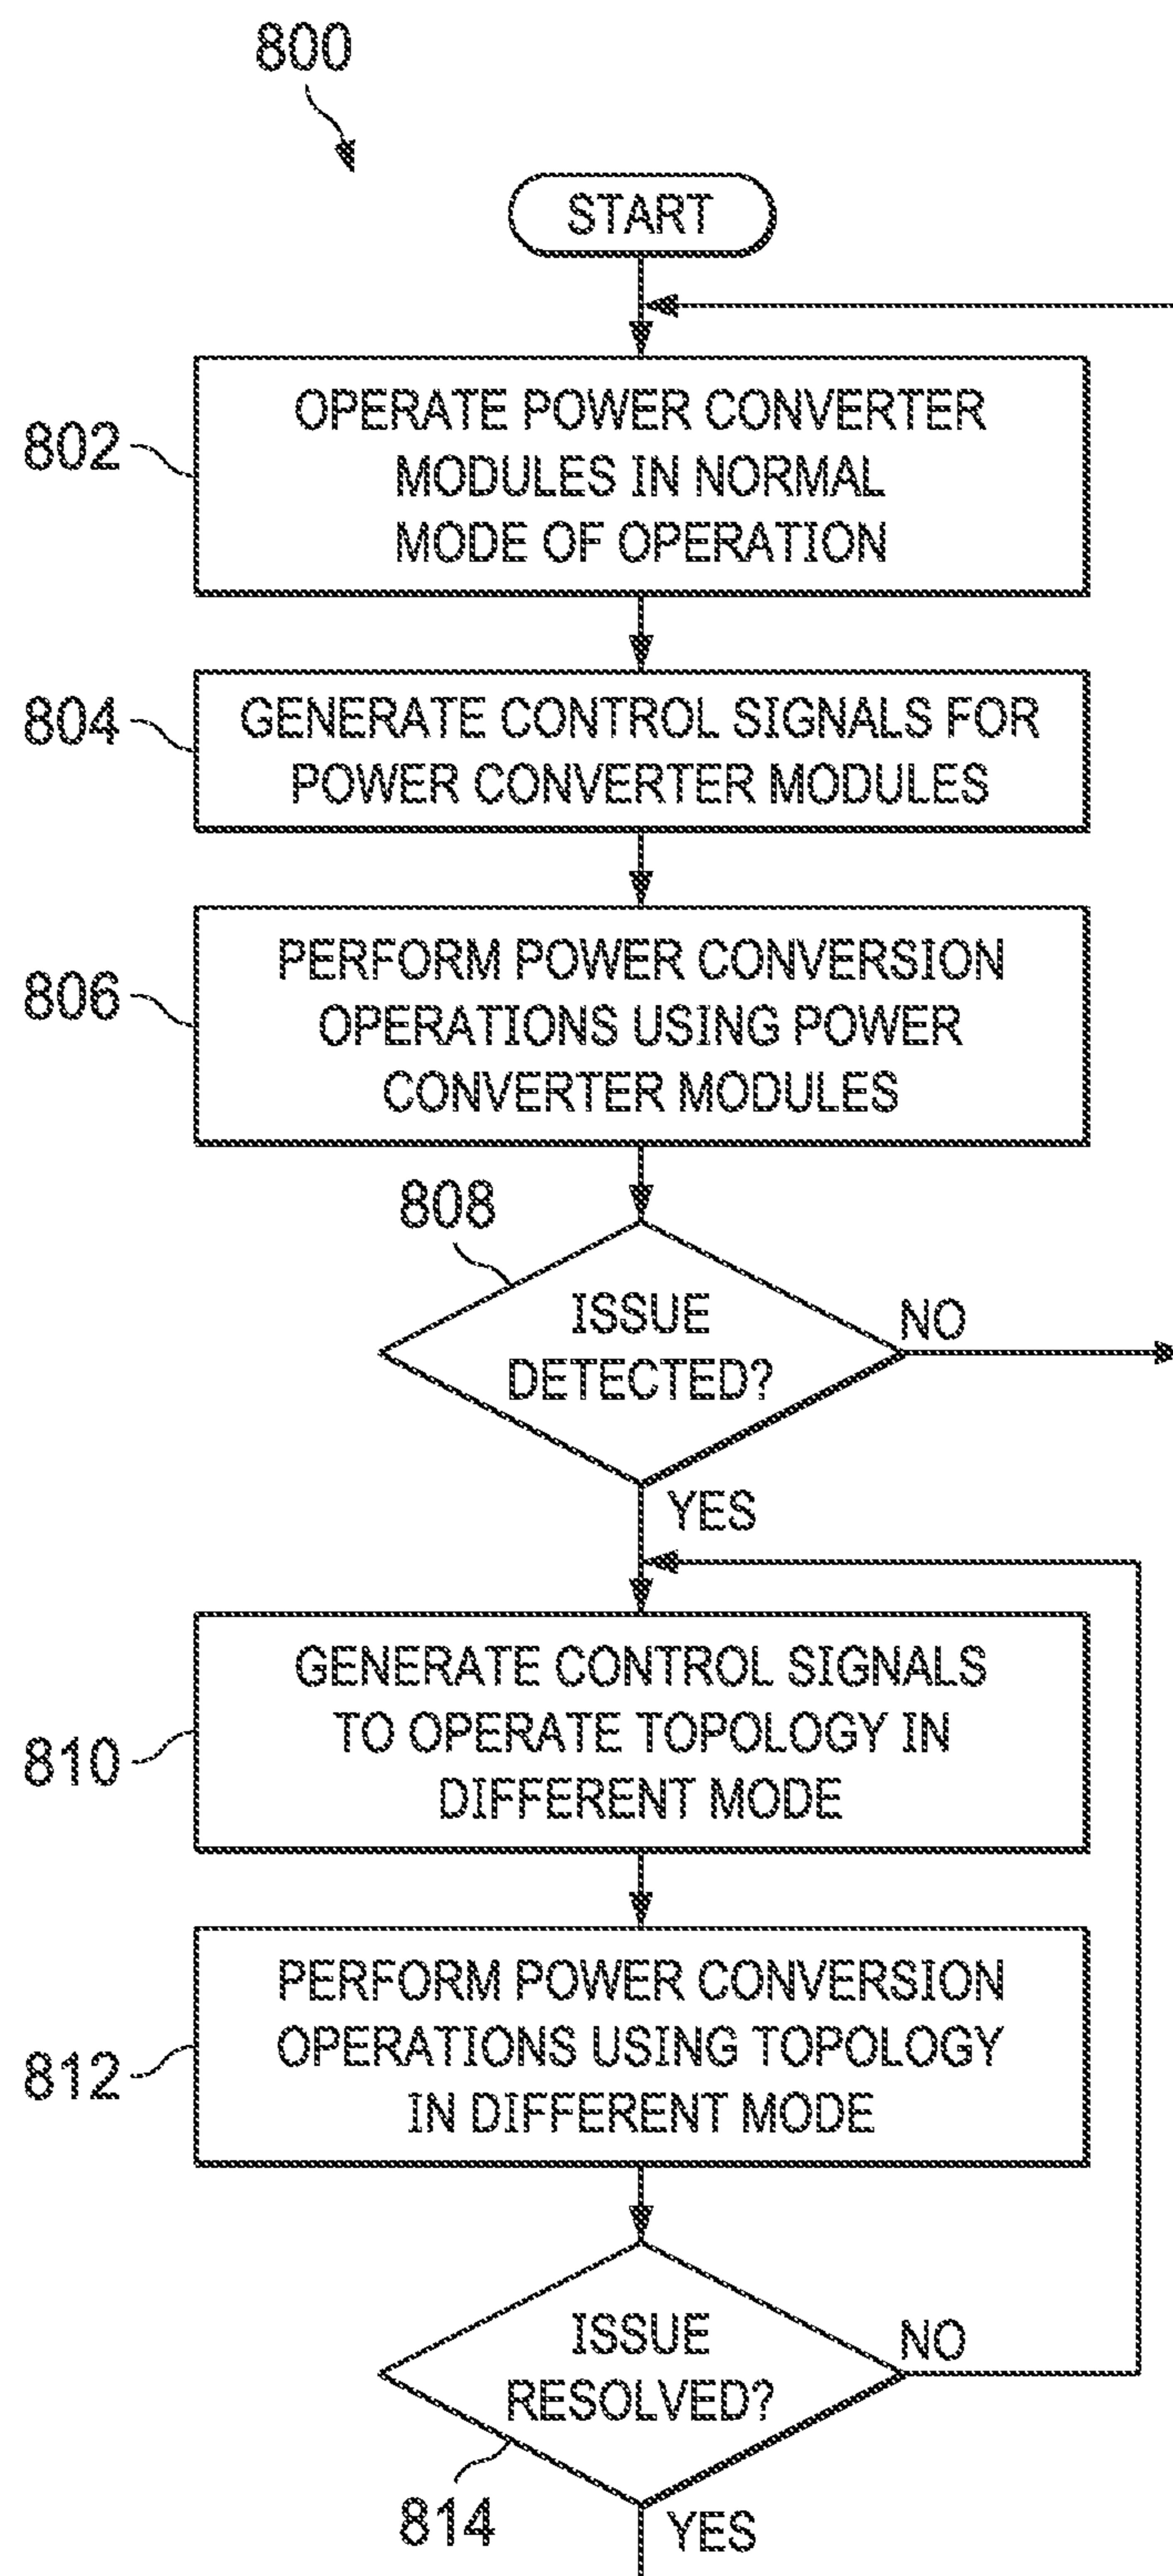 800
START
802
OPERATE POWER CONVERTER
MODULES IN NORMAL
MODE OF OPERATION
804
GENERATE CONTROL SIGNALS FOR
POWER CONVERTER MODULES
806
PERFORM POWER CONVERSION
OPERATIONS USING POWER
CONVERTER MODULES
808
ISSUE
DETECTED?
NO
YES
810
GENERATE CONTROL SIGNALS
TO OPERATE TOPOLOGY IN
DIFFERENT MODE
812
PERFORM POWER CONVERSION
OPERATIONS USING TOPOLOGY
IN DIFFERENT MODE
ISSUE
RESOLVED?
NO
814
YES